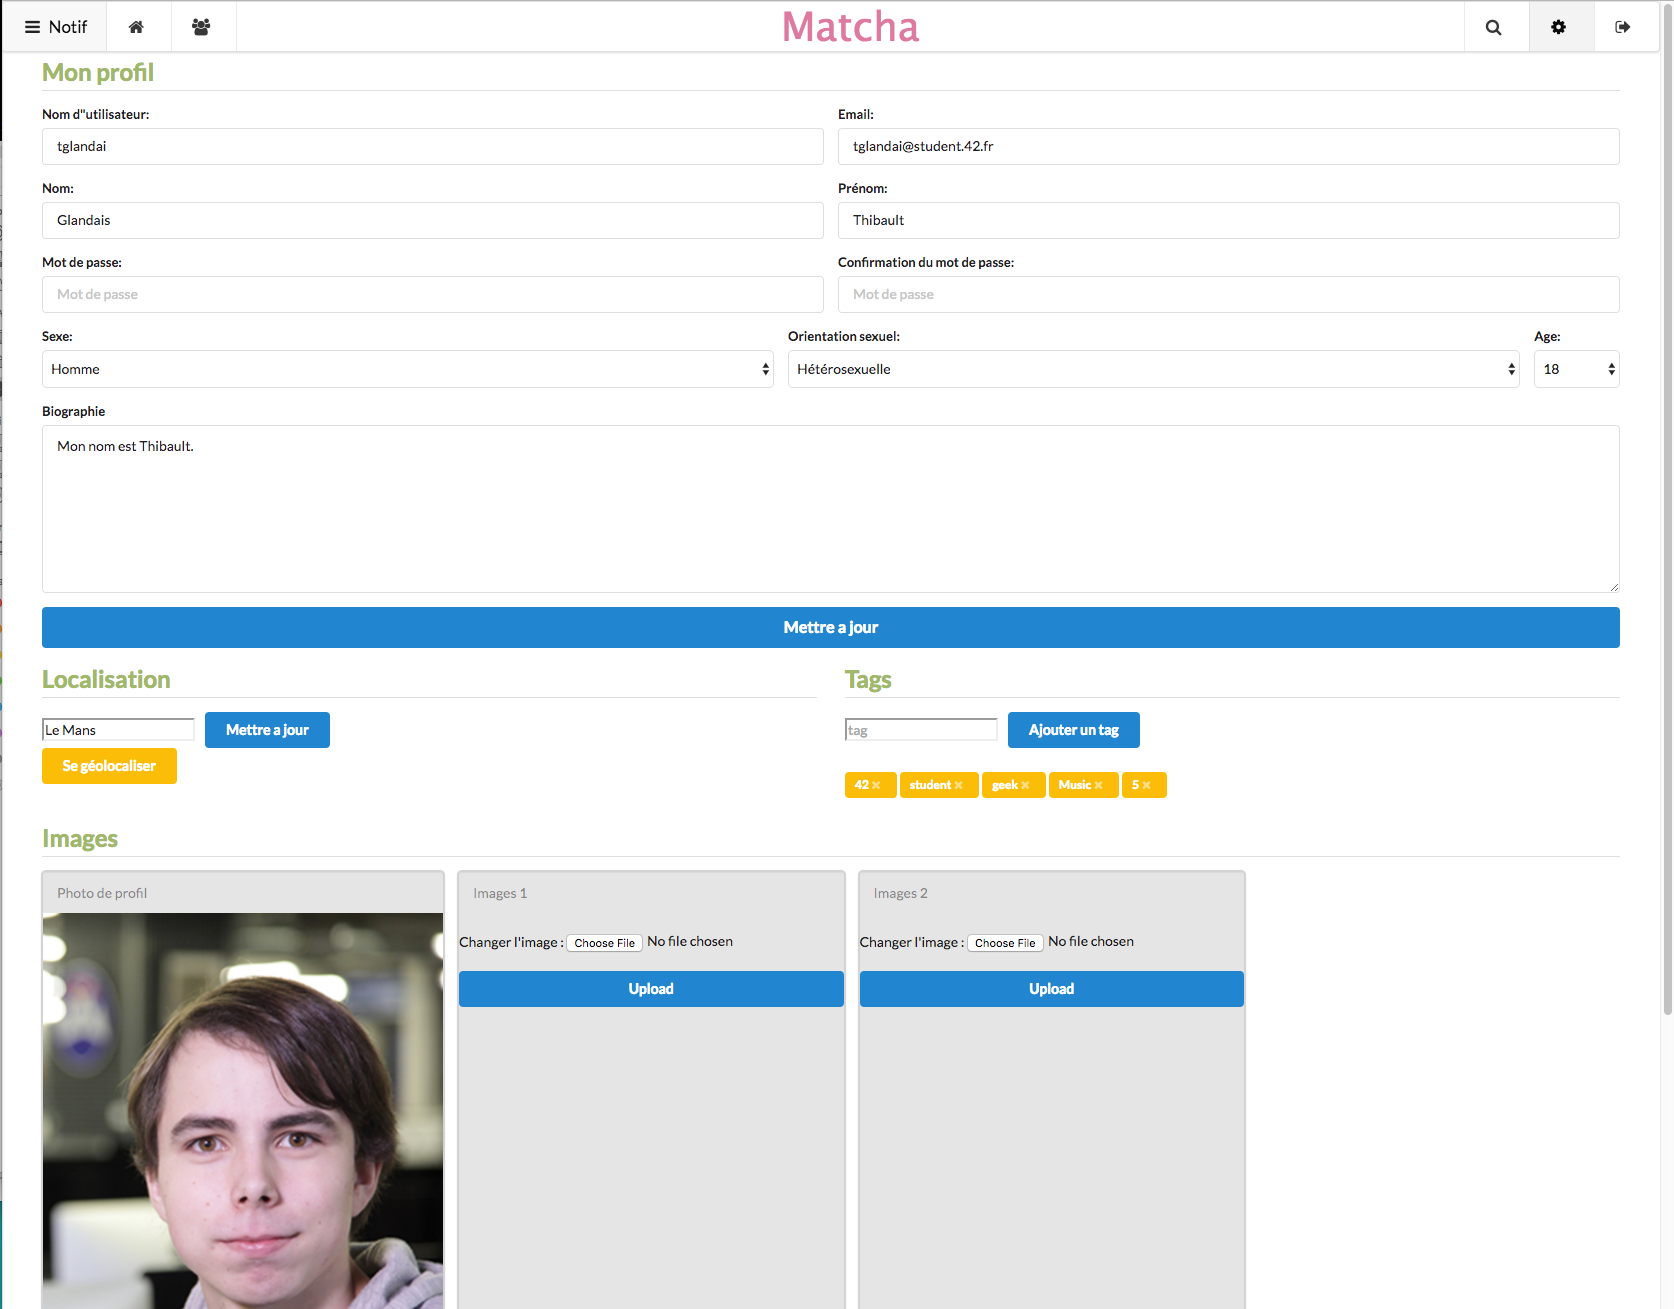 Notif
Matcha
Mon profil
Nom d"utilisateur: Email:
tglandai tglandai@student.42.fr
Nom: Prénom:
Glandais Thibault
Mot de passe: Confirmation du mot de passe:
Mot de passe Mot de passe
Sexe: Orientation sexuel: Age:
Homme Hétérosexuelle 18
Biographie
Mon nom est Thibault.
Mettre a jour
Localisation Tags
Le Mans Mettre a jour tag Ajouter un tag
Se géolocaliser
42 student geek Music 5
Images
Photo de profil Images 1 Images 2
Changer l'image : Choose File No file chosen Changer l'image : Choose File No file chosen
Upload Upload